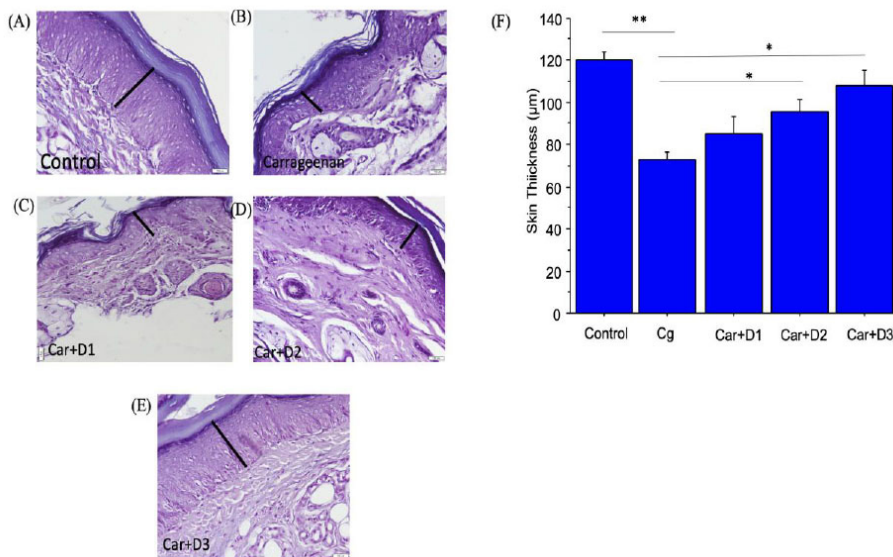 (A)
Control
(B)
Carrageenan
(C)
Car+D1
(D)
Car+D2
(E)
Car+D3
(F)
Skin Thiickness (µm)
140
120
100
80
60
40
20
0
**
*
*
Control Cg Car+D1 Car+D2 Car+D3